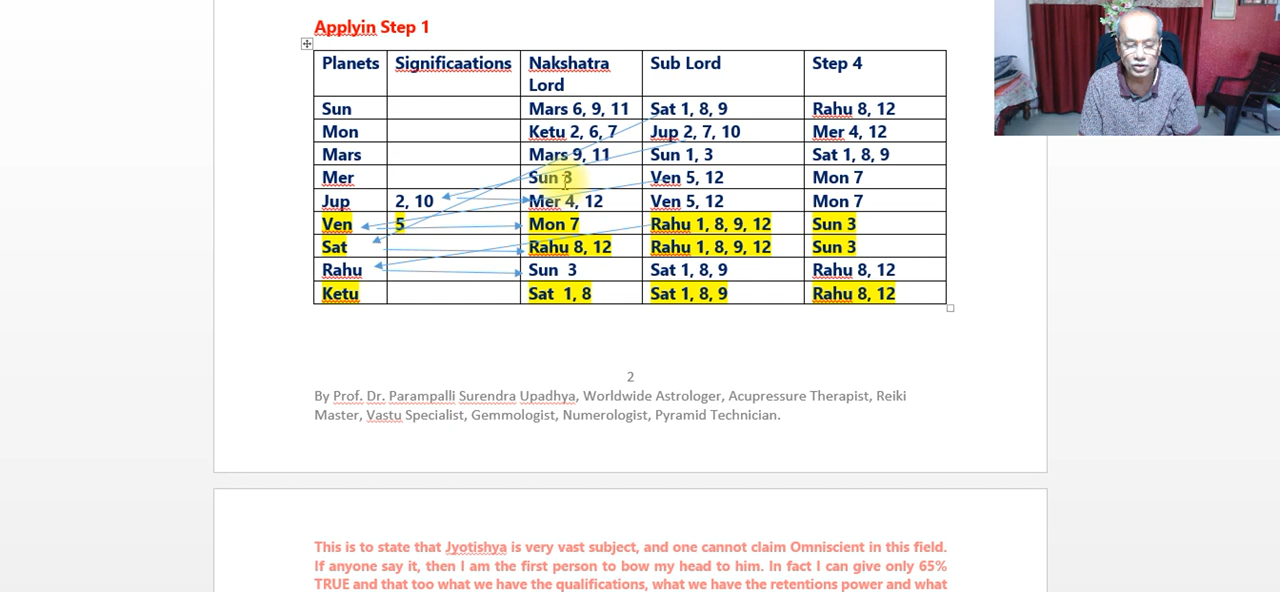 Applyin Step 1
Planets Significaations Nakshatra Lord Sub Lord Step 4
Sun Mars 6, 9, 11 Sat 1, 8, 9 Rahu 8, 12
Mon Ketu 2, 6, 7 Jup 2, 7, 10 Mer 4, 12
Mars Mars 9, 11 Sun 1, 3 Sat 1, 8, 9
Mer Sun 3 Ven 5, 12 Mon 7
Jup 2, 10 Mer 4, 12 Ven 5, 12 Mon 7
Ven 5 Mon 7 Rahu 1, 8, 9, 12 Sun 3
Sat Rahu 8, 12 Rahu 1, 8, 9, 12 Sun 3
Rahu Sun 3 Sat 1, 8, 9 Rahu 8, 12
Ketu Sat 1, 8 Sat 1, 8, 9 Rahu 8, 12
2
By Prof. Dr. Parampalli Surendra Upadhya, Worldwide Astrologer, Acupressure Therapist, Reiki
Master, Vastu Specialist, Gemmologist, Numerologist, Pyramid Technician.
This is to state that Jyotishya is very vast subject, and one cannot claim Omniscient in this field.
If anyone say it, then I am the first person to bow my head to him. In fact I can give only 65%
TRUE and that too what we have the qualifications, what we have the retentions power and what